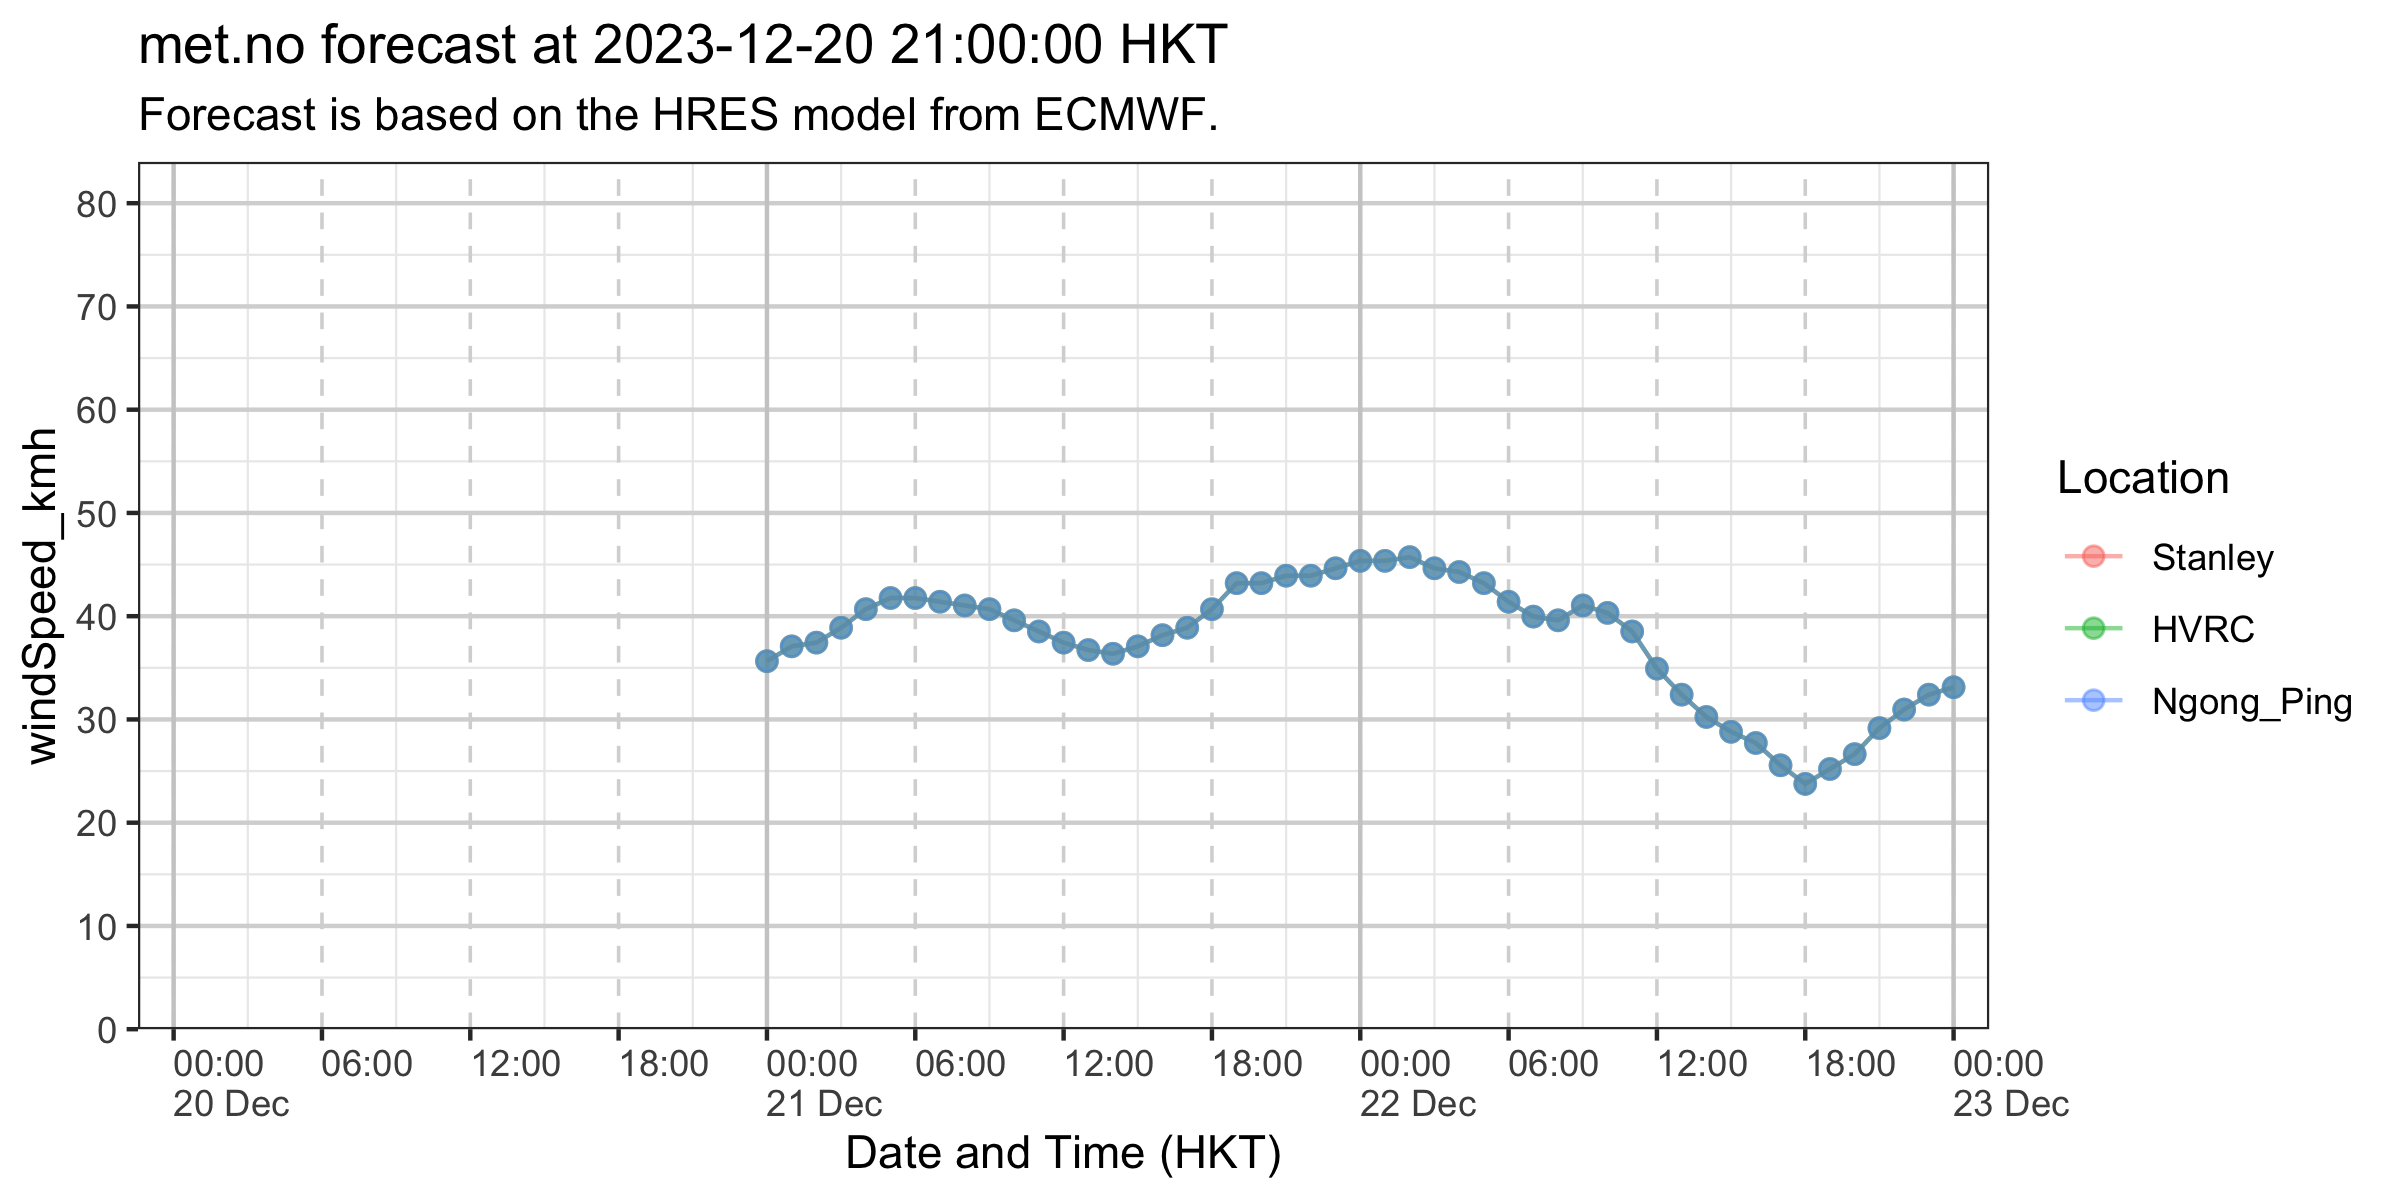 met.no forecast at 2023-12-20 21:00:00 HKT
Forecast is based on the HRES model from ECMWF.
windSpeed_kmh
80
70
60
50
40
30
20
10
0
00:00 06:00 12:00 18:00 00:00 06:00 12:00 18:00 00:00 06:00 12:00 18:00 00:00
20 Dec 21 Dec 22 Dec 23 Dec
Date and Time (HKT)
Location
Stanley
HVRC
Ngong_Ping